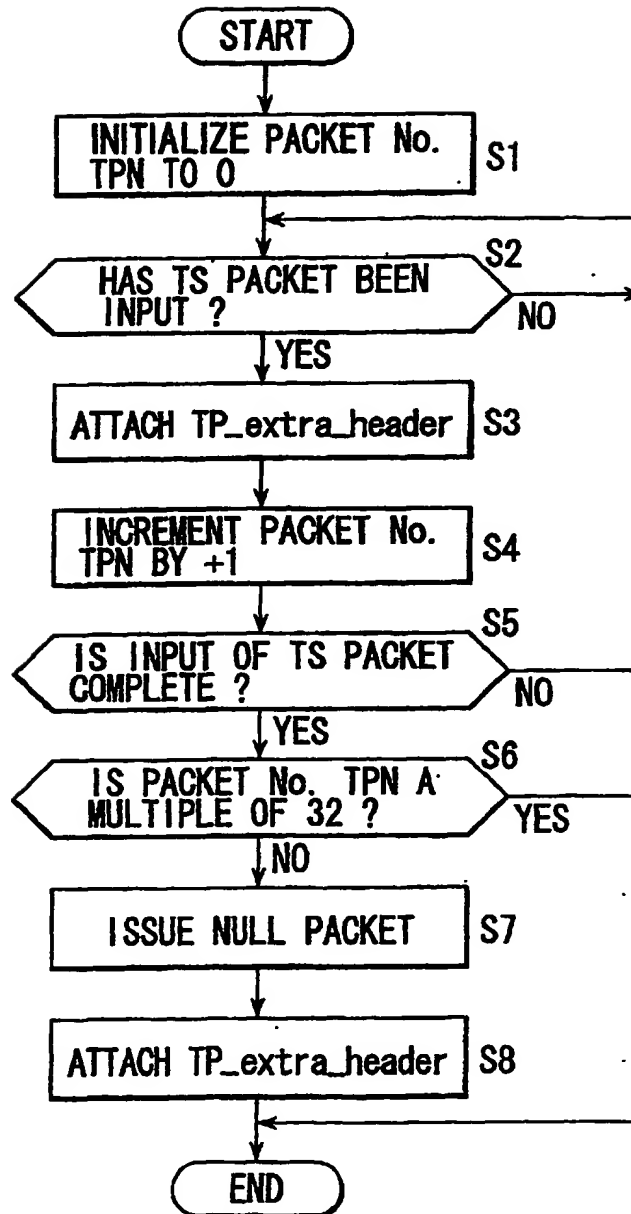 START
INITIALIZE PACKET No.
TPN TO 0
S1
S2
HAS TS PACKET BEEN
INPUT ?
NO
YES
ATTACH TP_extra_header
S3
INCREMENT PACKET No.
TPN BY +1
S4
S5
IS INPUT OF TS PACKET
COMPLETE ?
NO
YES
S6
IS PACKET No. TPN A
MULTIPLE OF 32 ?
YES
NO
ISSUE NULL PACKET
S7
ATTACH TP_extra_header
S8
END